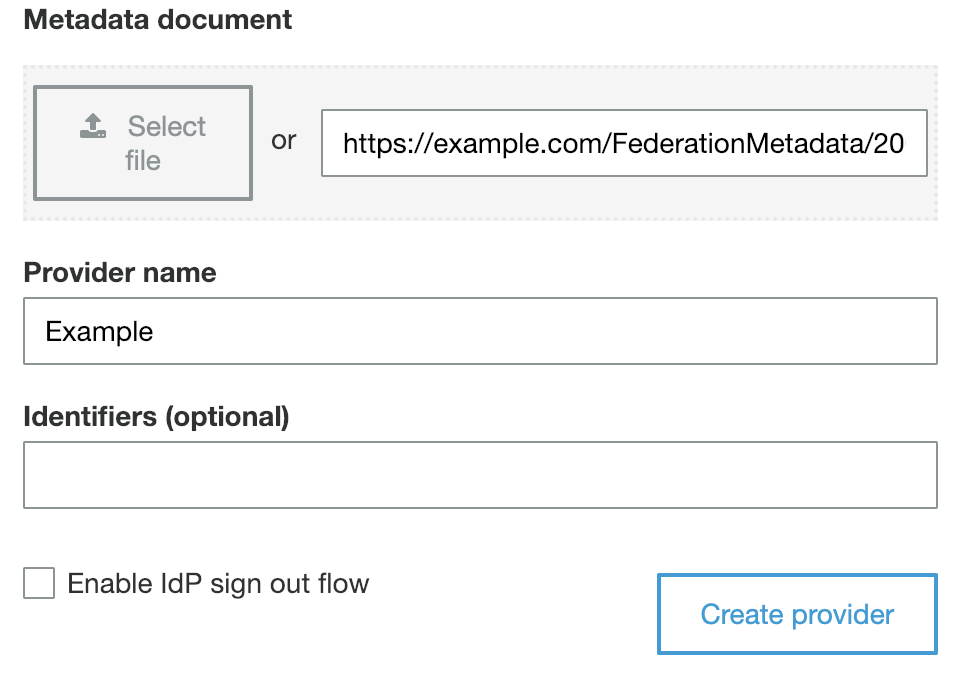 Metadata document
Select
file
or
https://example.com/FederationMetadata/20
Provider name
Example
Identifiers (optional)
Enable IdP sign out flow
Create provider